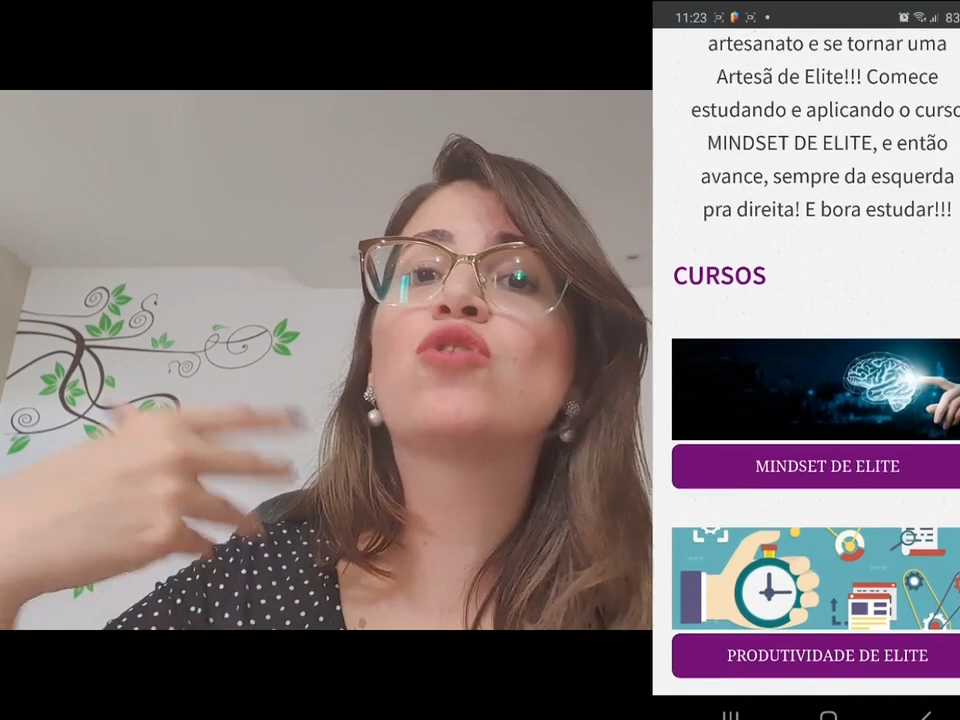 11:23
83
artesanato e se tornar uma
Artesã de Elite!!! Comece
estudando e aplicando o curso
MINDSET DE ELITE, e então
avance, sempre da esquerda
pra direita! E bora estudar!!!
CURSOS
MINDSET DE ELITE
PRODUTIVIDADE DE ELITE